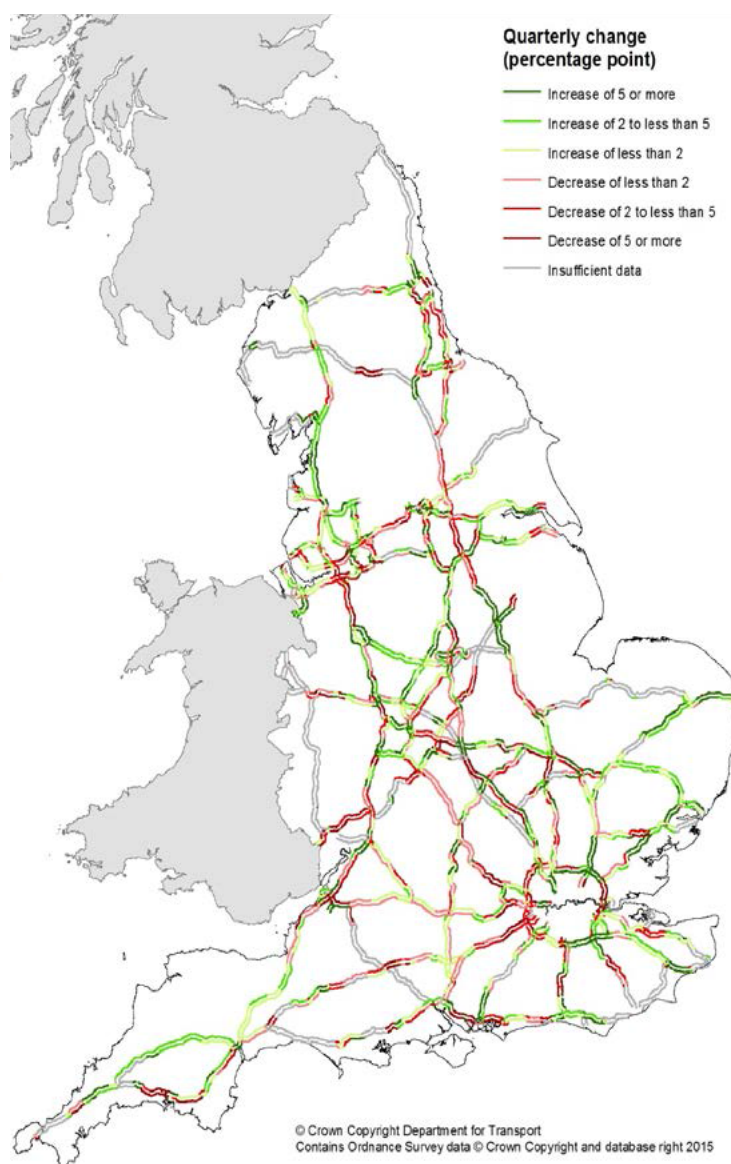 Quarterly change
(percentage point)
Increase of 5 or more
Increase of 2 to less than 5
Increase of less than 2
Decrease of less than 2
Decrease of 2 to less than 5
Decrease of 5 or more
Insufficient data
© Crown Copyright Department for Transport
Contains Ordnance Survey data © Crown Copyright and database right 2015